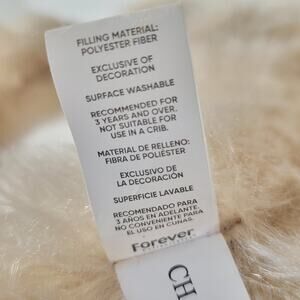 FILLING MATERIAL:
POLYESTER FIBER
EXCLUSIVE OF
DECORATION
SURFACE WASHABLE
RECOMMENDED FOR
3 YEARS AND OVER.
NOT SUITABLE FOR
USE IN A CRIB.
MATERIAL DE RELLENO:
FIBRA DE POLIÉSTER
EXCLUSIVO DE
LA DECORACIÓN
SUPERFICIE LAVABLE
RECOMENDADO PARA
3 AÑOS EN ADELANTE.
NO CONVENIENTE PARA
EL USO EN CUNAS.
Forever
CH